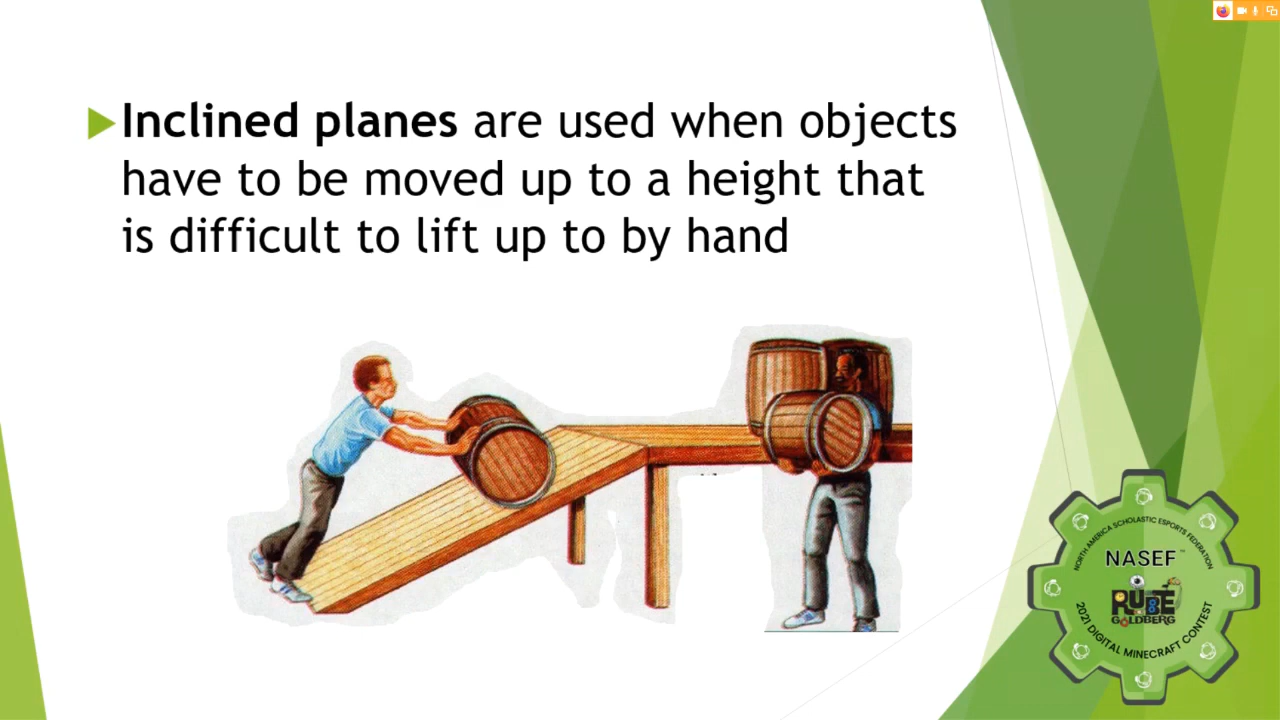 Inclined planes are used when objects
have to be moved up to a height that
is difficult to lift up to by hand
NORTH AMERICA SCHOLASTIC ESPORTS FEDERATION
NASEF™
RUBE
GOLDBERG
2021 DIGITAL MINECRAFT CONTEST